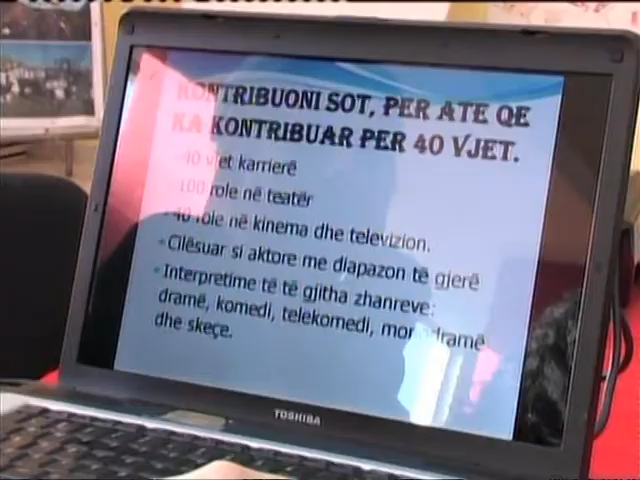 KONTRIBUONI SOT, PER ATE QE
KA KONTRIBUAR PER 40 VJET.
40 vjet karrierë
100 role në teatër
40 role në kinema dhe televizion.
Cilësuar si aktore me diapazon të gjerë
Interpretime të të gjitha zhanreve:
dramë, komedi, telekomedi, monodramë
dhe skeçe.
TOSHIBA